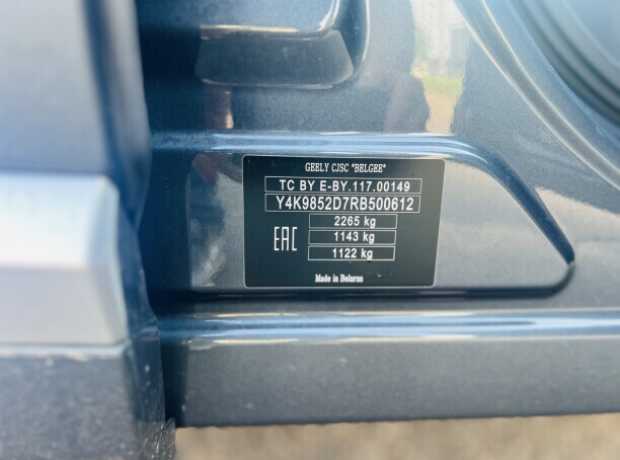 GEELY CJSC "BELGEE"
TC BY E-BY.117.00149
Y4K9852D7RB500612
2265 kg
EAC
1143 kg
1122 kg
Made in Belarus